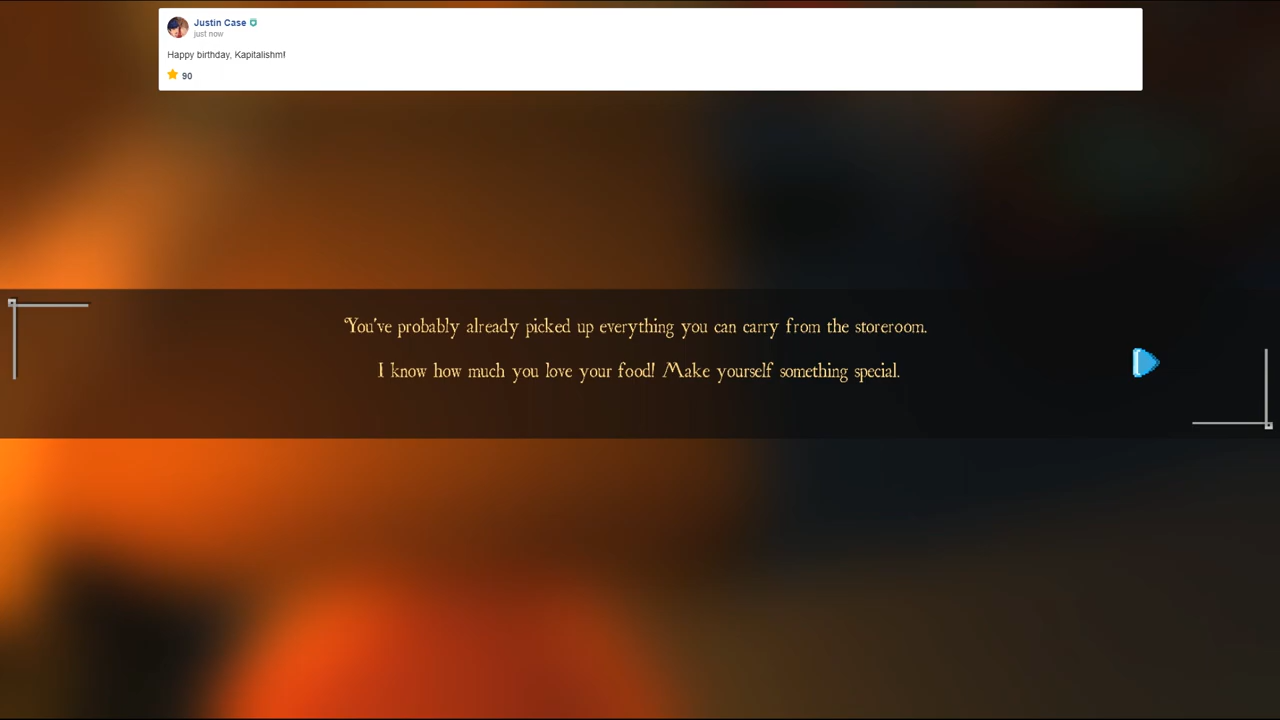 Justin Case
just now
Happy birthday, Kapitalishm!
90
You've probably already picked up everything you can carry from the storeroom.
I know how much you love your food! Make yourself something special.